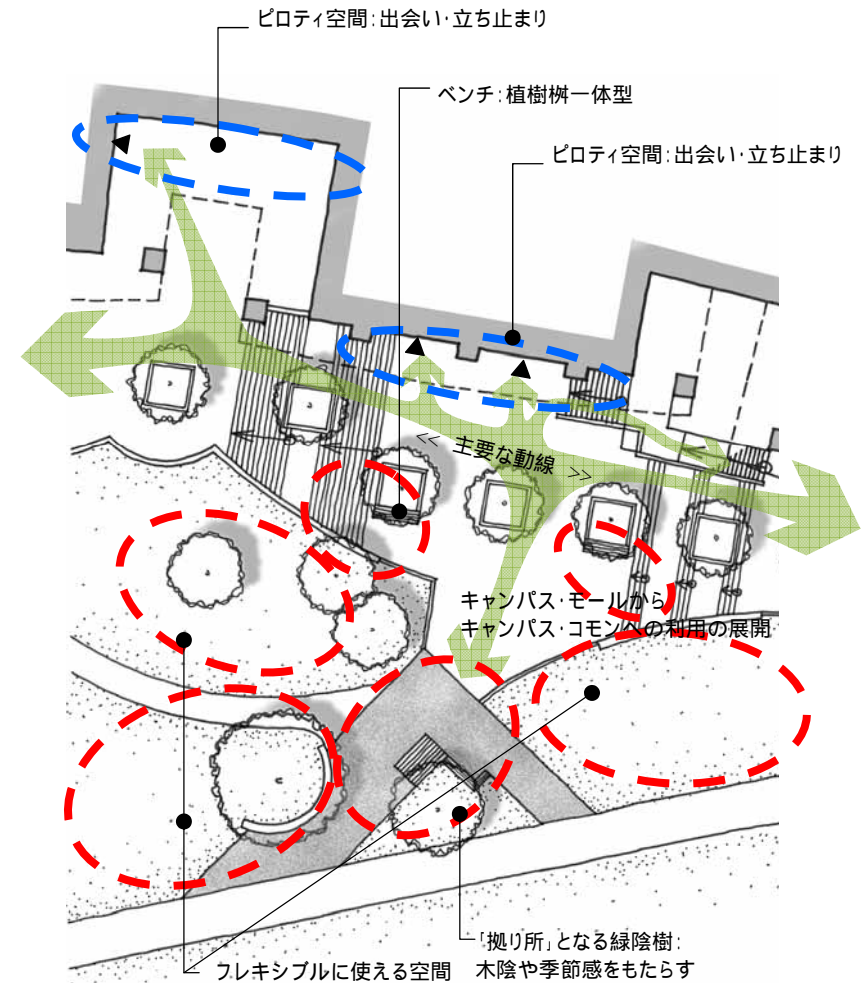 ピロティ空間：出会い・立ち止まり
ベンチ：植樹桝一体型
ピロティ空間：出会い・立ち止まり
<< 主要な動線 >>
キャンパス・モールから
キャンパス・コモンへの利用の展開
「拠り所」となる緑陰樹：
木陰や季節感をもたらす
フレキシブルに使える空間